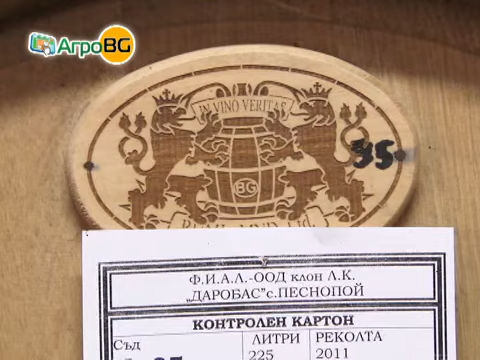 АгроBG
IN VINO VERITAS
35
BG
Ф.И.А.Л.-ООД клон Л.К.
„ДАРОБАС"с.ПЕСНОПОЙ
КОНТРОЛЕН КАРТОН
Съд ЛИТРИ РЕКОЛТА
225 2011